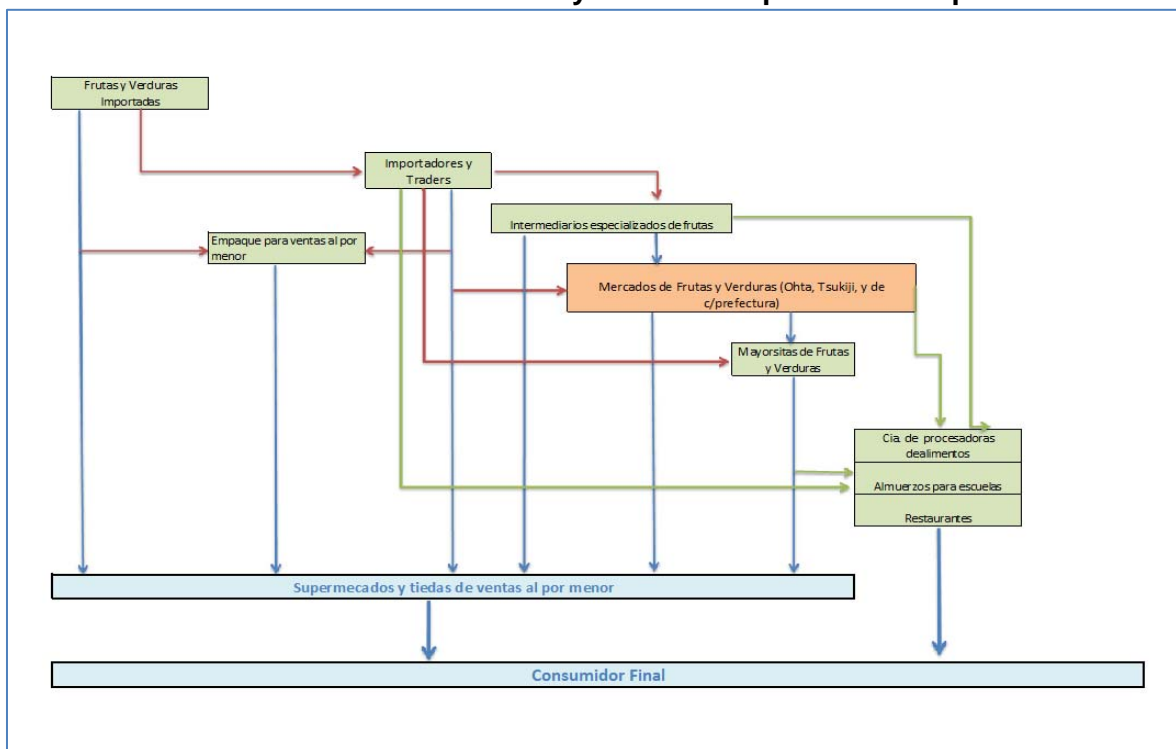 Frutas y Verduras
Importadas
Importadores y
Traders
Intermediarios especializados de frutas
Empaque para ventas al por
menor
Mercados de Frutas y Verduras (Ohta, Tsukiji, y de
c/prefectura)
Mayorsitas de Frutas
y Verduras
Cia. de procesadoras
dealimentos
Almuerzos para escuelas
Restaurantes
Supermecados y tiedas de ventas al por menor
Consumidor Final